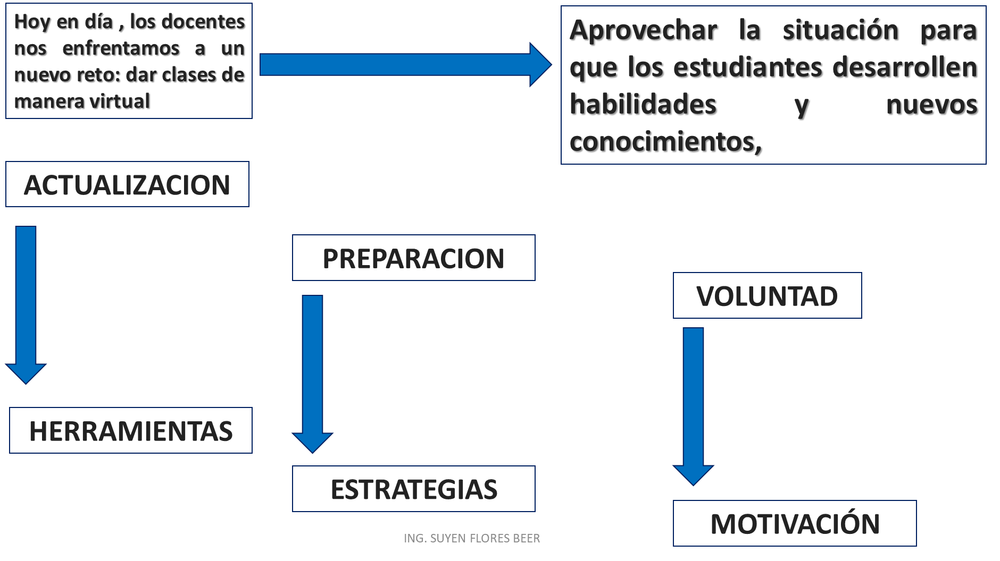 Hoy en día , los docentes
nos enfrentamos a un
nuevo reto: dar clases de
manera virtual
Aprovechar la situación para
que los estudiantes desarrollen
habilidades y nuevos
conocimientos,
ACTUALIZACION
PREPARACION
VOLUNTAD
HERRAMIENTAS
ESTRATEGIAS
MOTIVACIÓN
ING. SUYEN FLORES BEER